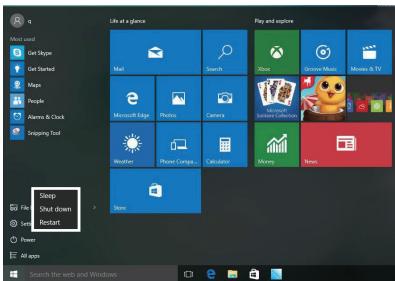 q
Life at a glance
Play and explore
Most used
Get Skype
Get Started
Maps
People
Alarms & Clock
Snipping Tool
Mail
Search
Xbox
Groove Music
Movies & TV
Microsoft Edge
Photos
Camera
Microsoft
Solitaire Collection
Weather
Phone Compa...
Calculator
Money
News
Store
Sleep
Shut down
Restart
File
Setti
Power
All apps
Search the web and Windows